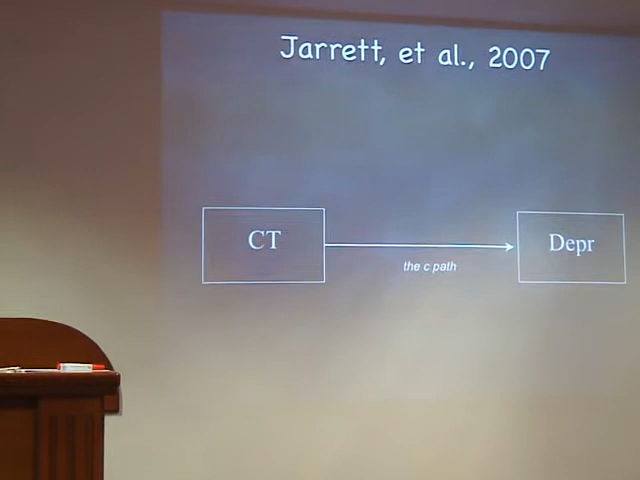 Jarrett, et al., 2007
CT
the c path
Depr